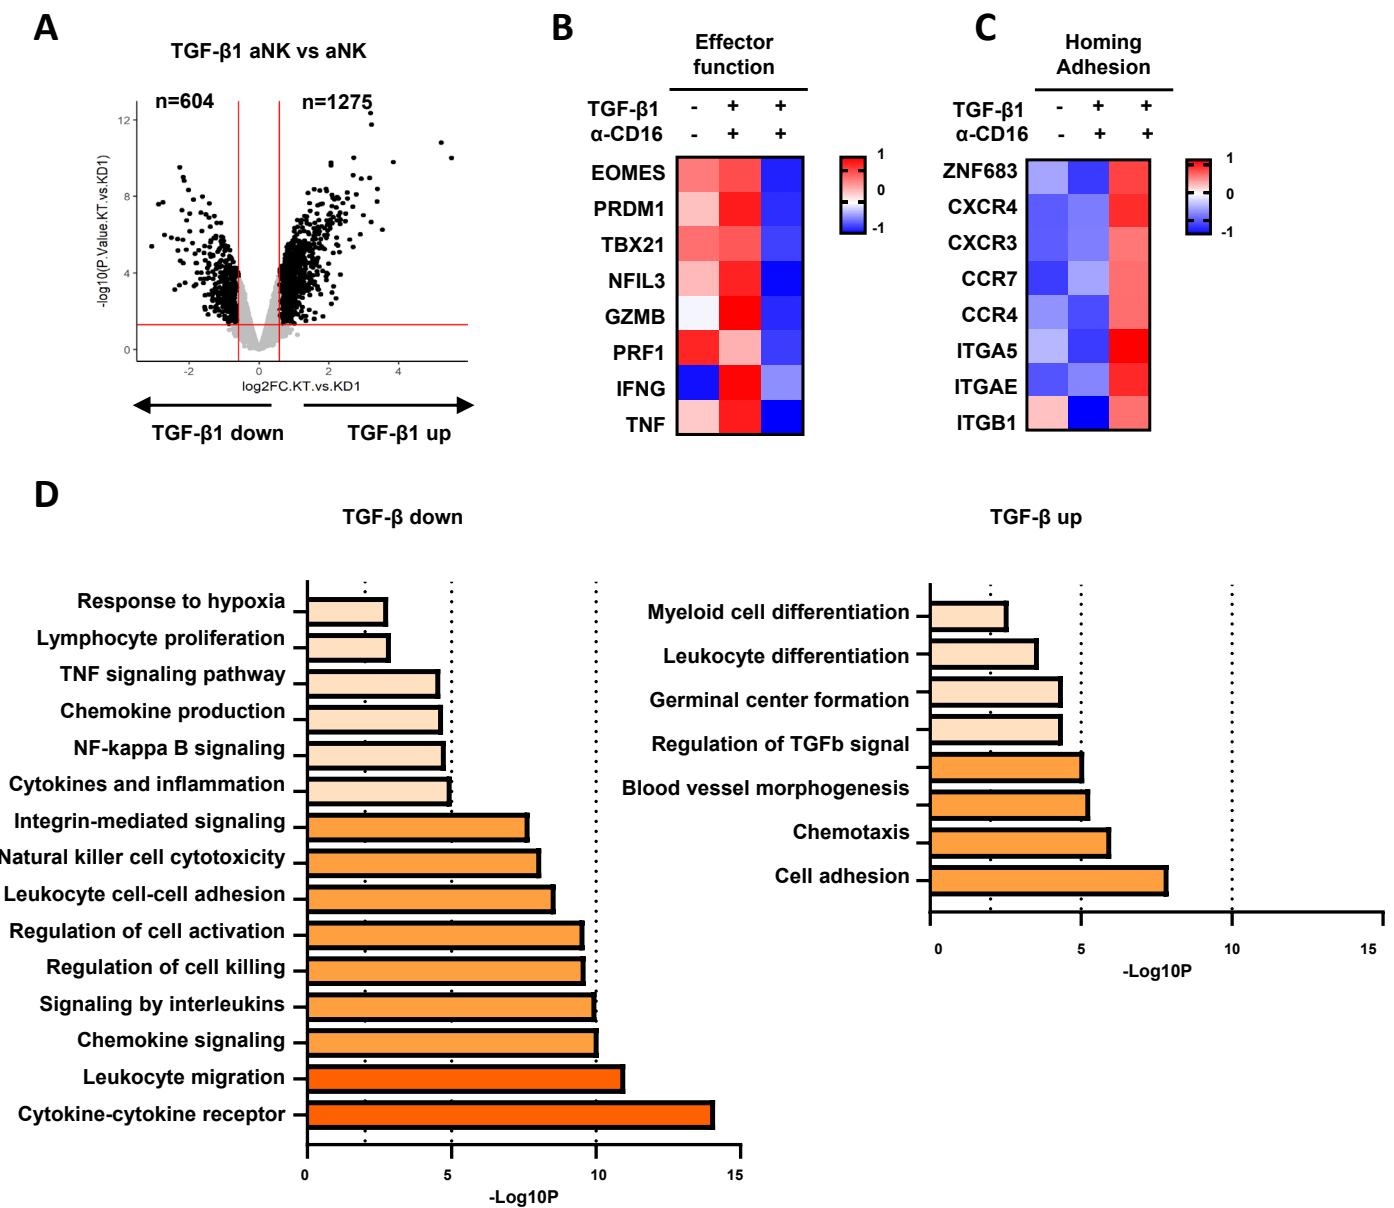 A
TGF-β1 aNK vs aNK
n=604
n=1275
12
8
4
0
-log10(P.Value.KT.vs.KD1)
-2
0
2
4
log2FC.KT.vs.KD1
TGF-β1 down
TGF-β1 up
B
Effector
function
TGF-β1 - + +
α-CD16 - + +
EOMES
PRDM1
TBX21
NFIL3
GZMB
PRF1
IFNG
TNF
1
0
-1
C
Homing
Adhesion
TGF-β1 - + +
α-CD16 - + +
ZNF683
CXCR4
CXCR3
CCR7
CCR4
ITGA5
ITGAE
ITGB1
1
0
-1
D
TGF-β down
Response to hypoxia
Lymphocyte proliferation
TNF signaling pathway
Chemokine production
NF-kappa B signaling
Cytokines and inflammation
Integrin-mediated signaling
Natural killer cell cytotoxicity
Leukocyte cell-cell adhesion
Regulation of cell activation
Regulation of cell killing
Signaling by interleukins
Chemokine signaling
Leukocyte migration
Cytokine-cytokine receptor
0 5 10 15
-Log10P
TGF-β up
Myeloid cell differentiation
Leukocyte differentiation
Germinal center formation
Regulation of TGFb signal
Blood vessel morphogenesis
Chemotaxis
Cell adhesion
0 5 10 15
-Log10P